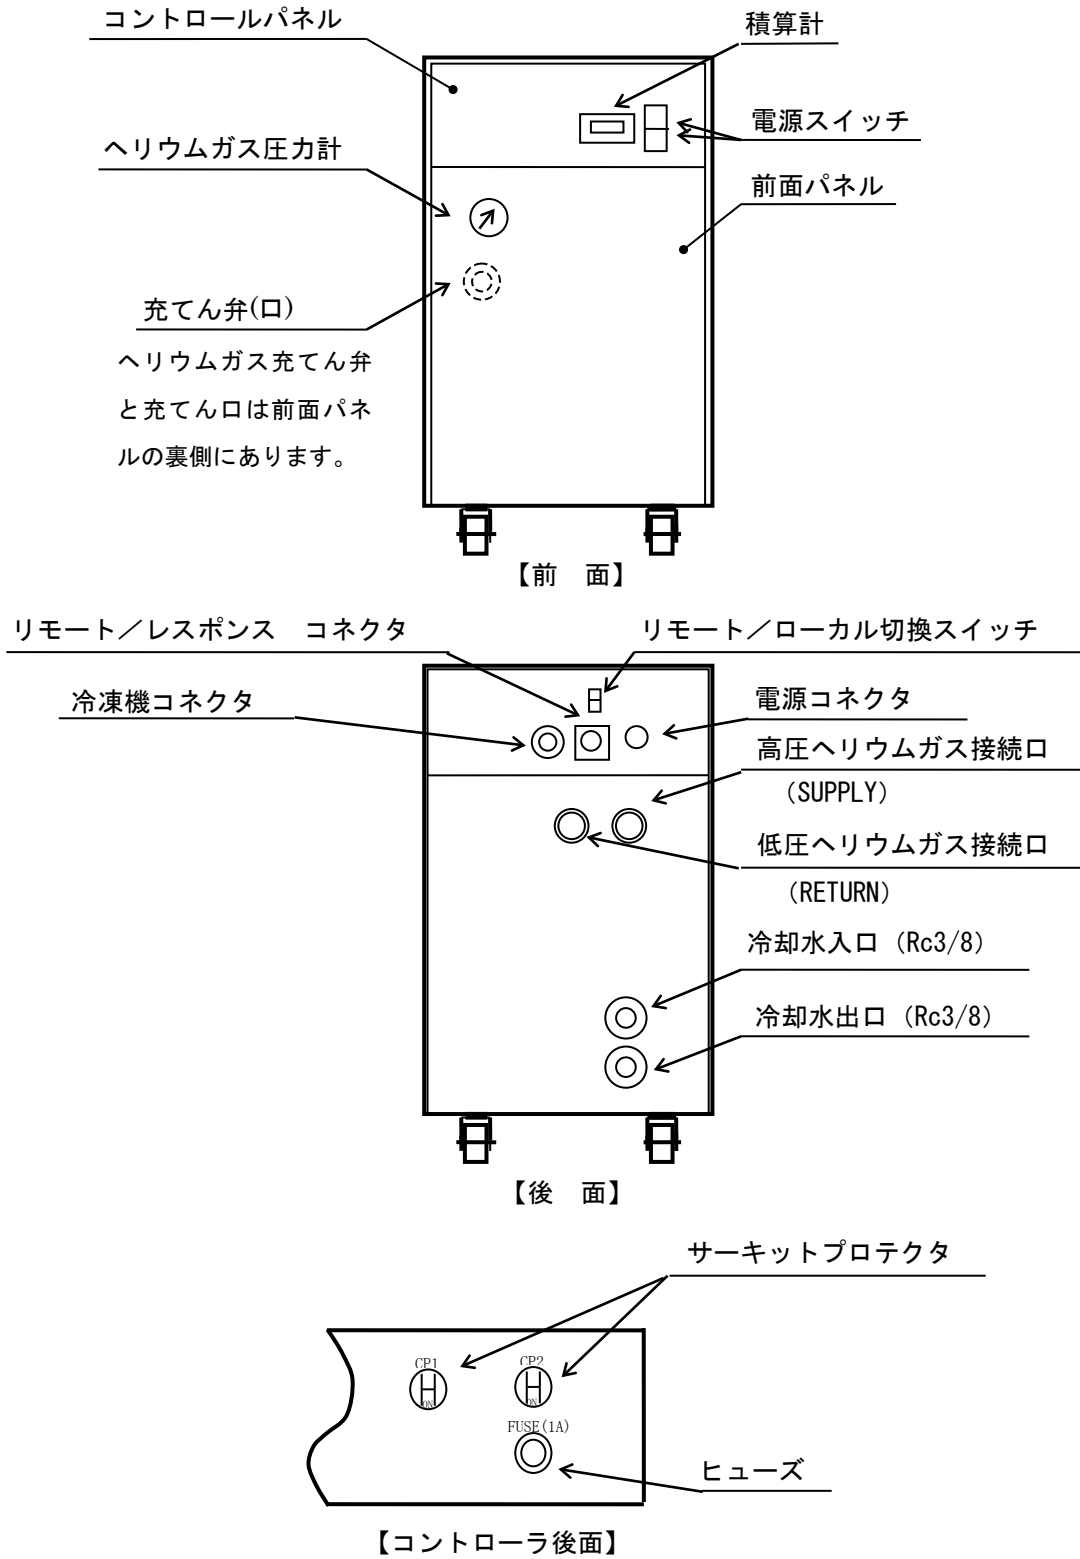 コントロールパネル
積算計
電源スイッチ
ヘリウムガス圧力計
前面パネル
充てん弁(口)
ヘリウムガス充てん弁
と充てん口は前面パネ
ルの裏側にあります。
【前　面】
リモート／レスポンス　コネクタ
リモート／ローカル切換スイッチ
冷凍機コネクタ
電源コネクタ
高圧ヘリウムガス接続口
（SUPPLY）
低圧ヘリウムガス接続口
（RETURN）
冷却水入口（Rc3/8）
冷却水出口（Rc3/8）
【後　面】
サーキットプロテクタ
CP1
CP2
ON
ON
FUSE(1A)
ヒューズ
【コントローラ後面】